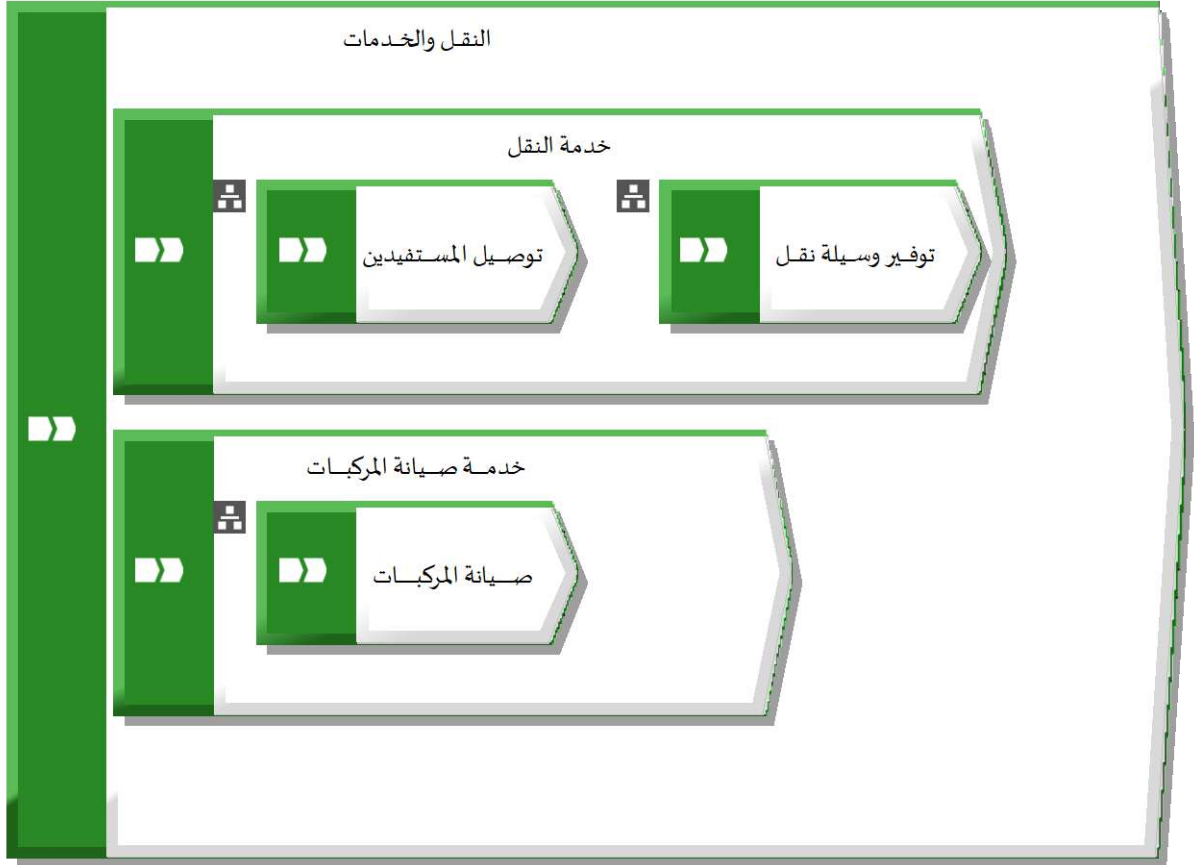 النقل والخدمات
خدمة النقل
توفير وسيلة نقل
توصيل المستفيدين
خدمة صيانة المركبات
صيانة المركبات